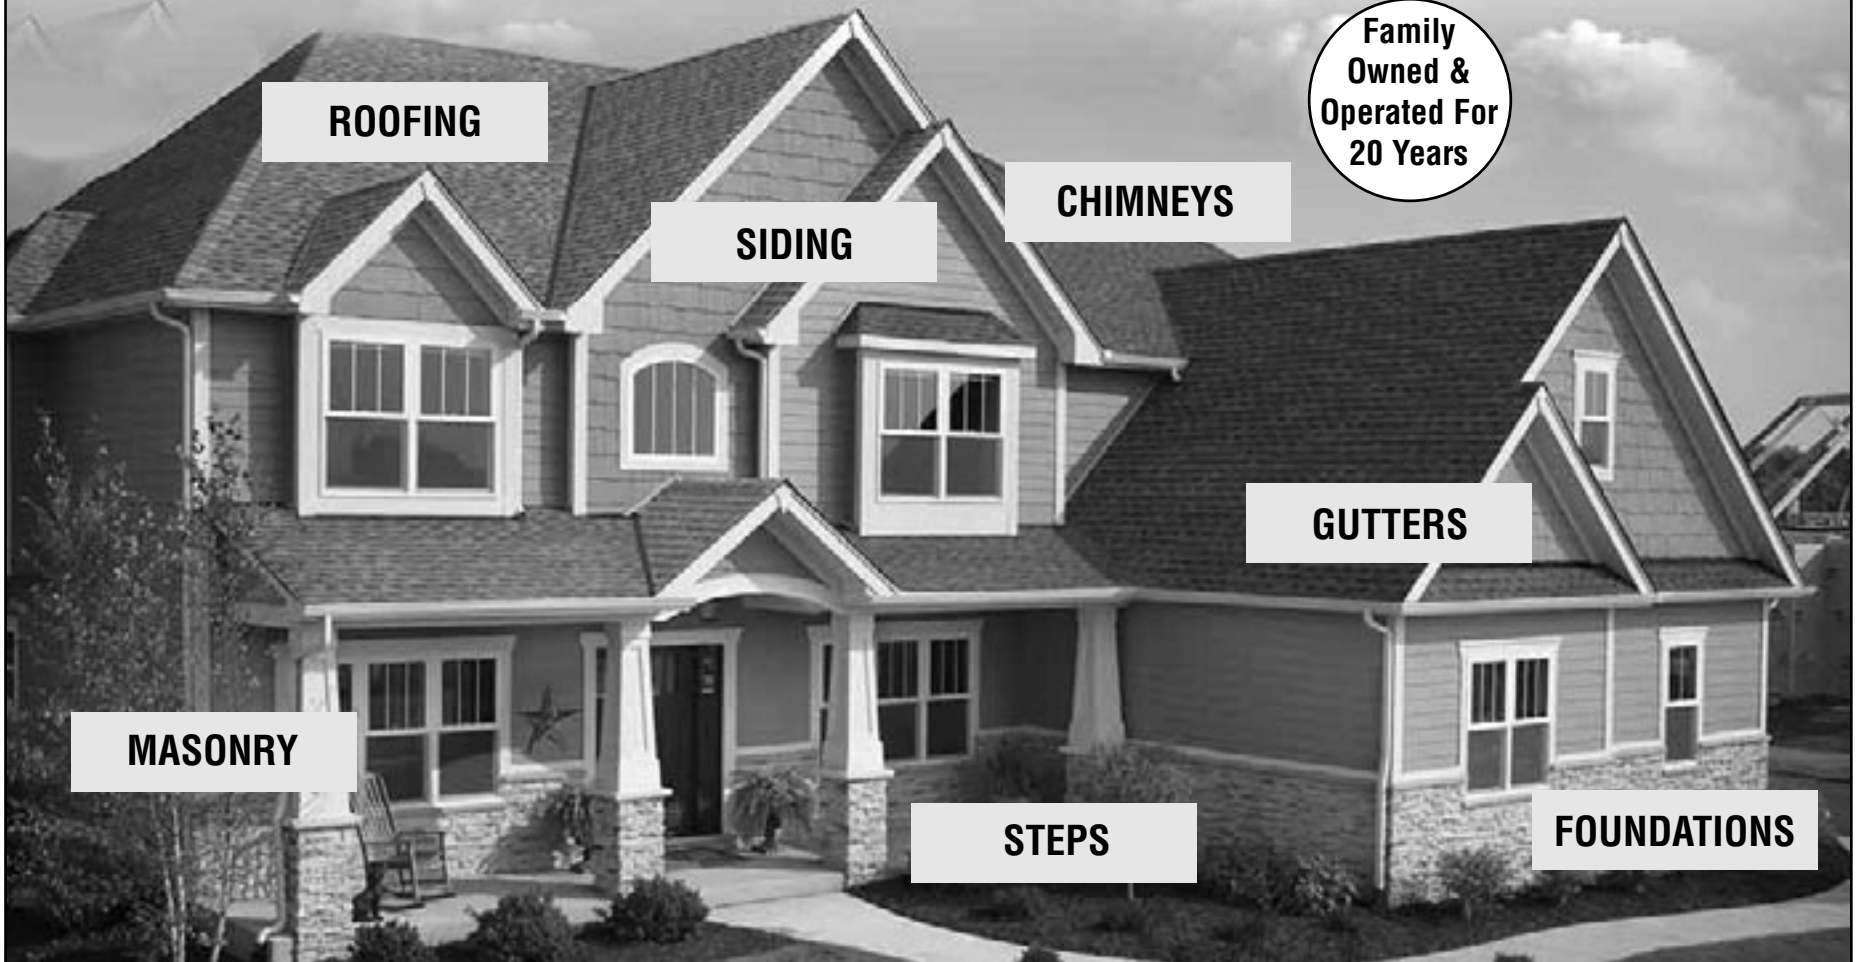 Family
Owned &
Operated For
20 Years
ROOFING
CHIMNEYS
SIDING
GUTTERS
MASONRY
STEPS
FOUNDATIONS